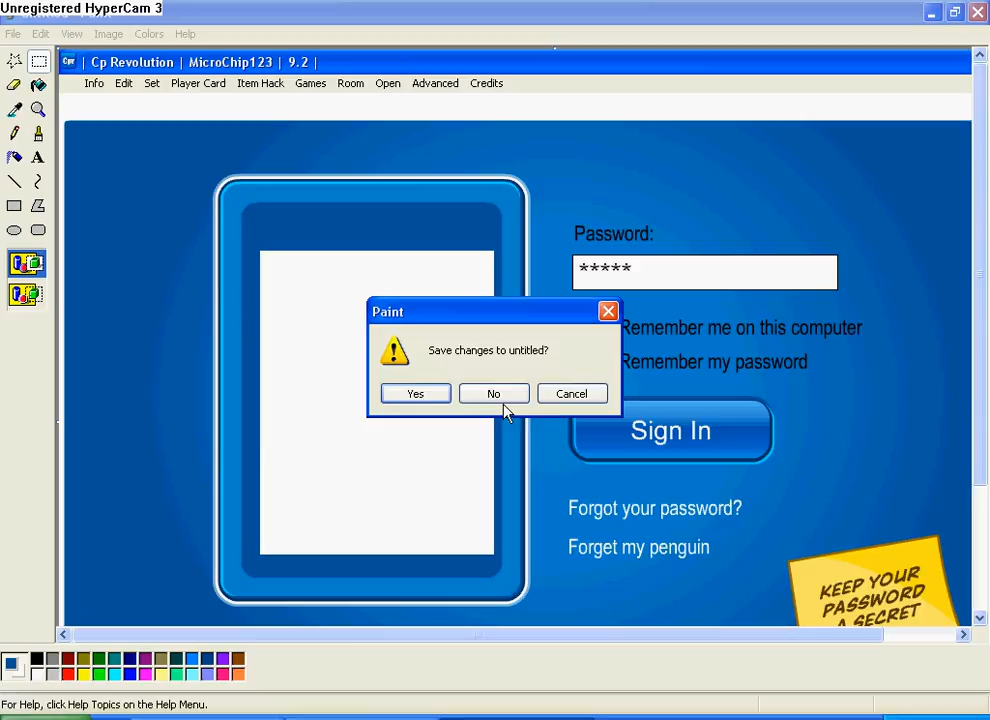 Unregistered HyperCam 3
File Edit View Image Colors Help
Cp Revolution | MicroChip123 | 9.2 |
Info Edit Set Player Card Item Hack Games Room Open Advanced Credits
Password:
*****
Paint
Save changes to untitled?
Yes No Cancel
Remember me on this computer
Remember my password
Sign In
Forgot your password?
Forget my penguin
KEEP YOUR
PASSWORD
A SECRET
For Help, click Help Topics on the Help Menu.